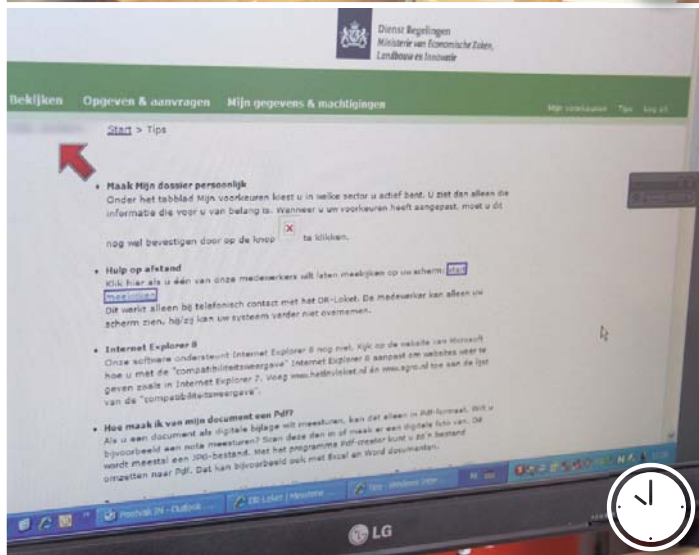 Dienst Regelingen
Ministerie van Economische Zaken,
Landbouw en Innovatie
Bekijken Opgeven & aanvragen Mijn gegevens & machtigingen
Mijn voorkeuren Tips Log uit
Start > Tips
• Maak Mijn dossier persoonlijk
Onder het tabblad Mijn voorkeuren kiest u in welke sector u actief bent. U ziet dan alleen die
informatie die voor u van belang is. Wanneer u uw voorkeuren heeft aangepast, moet u dit
nog wel bevestigen door op de knop te klikken.
• Hulp op afstand
Klik hier als u één van onze medewerkers wilt laten meekijken op uw scherm: start
meekijken
Dit werkt alleen bij telefonisch contact met het DR-Loket. De medewerker kan alleen uw
scherm zien, hij/zij kan uw systeem verder niet overnemen.
• Internet Explorer 8
Onze software ondersteunt Internet Explorer 8 nog niet. Kijk op de website van Microsoft
hoe u met de "compatibiliteitsweergave" Internet Explorer 8 aanpast om websites weer te
geven zoals in Internet Explorer 7. Voeg www.hetlnvloket.nl én www.agro.nl toe aan de lijst
van de "compatibiliteitsweergave".
• Hoe maak ik van mijn document een Pdf?
Als u een document als digitale bijlage wilt meesturen, kan dat alleen in Pdf-formaat. Wilt u
bijvoorbeeld een nota meesturen? Scan deze dan in of maak er een digitale foto van. Dit
wordt meestal een JPG-bestand. Met het programma Pdf-creator kunt u zo'n bestand
omzetten naar Pdf. Dat kan bijvoorbeeld ook met Excel en Word documenten.
Postvak IN - Outlook ... DR-Loket | Ministerie ... Tips - Windows Inter...
LG